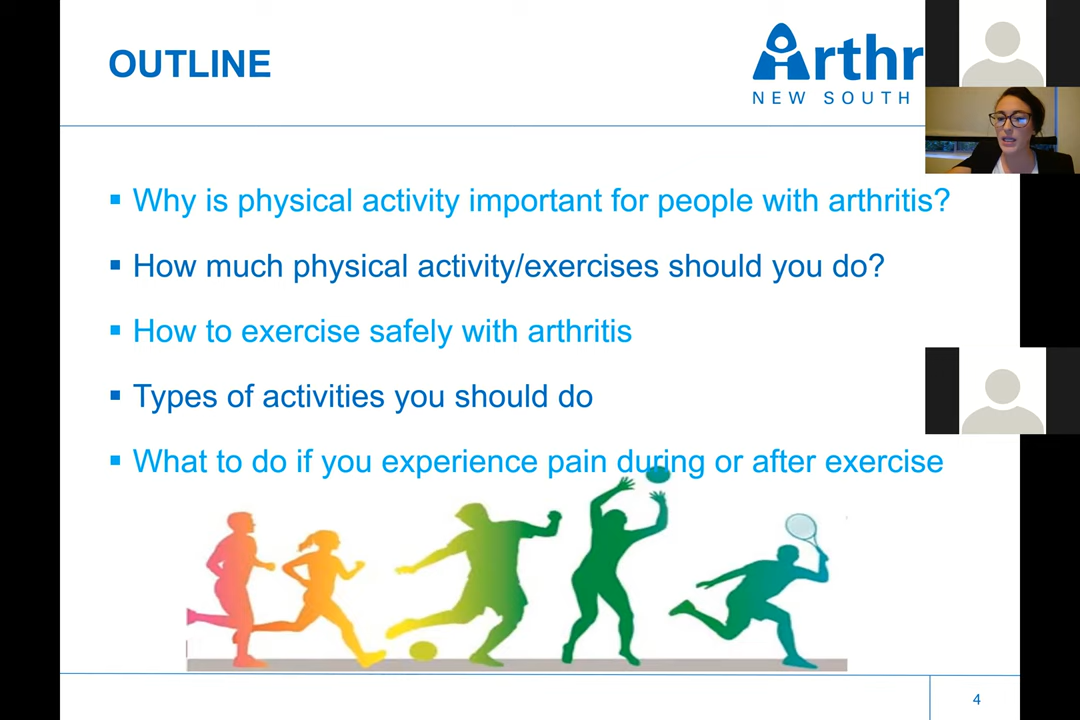 OUTLINE
Arthr
NEW SOUTH
Why is physical activity important for people with arthritis?
How much physical activity/exercises should you do?
How to exercise safely with arthritis
Types of activities you should do
What to do if you experience pain during or after exercise
4